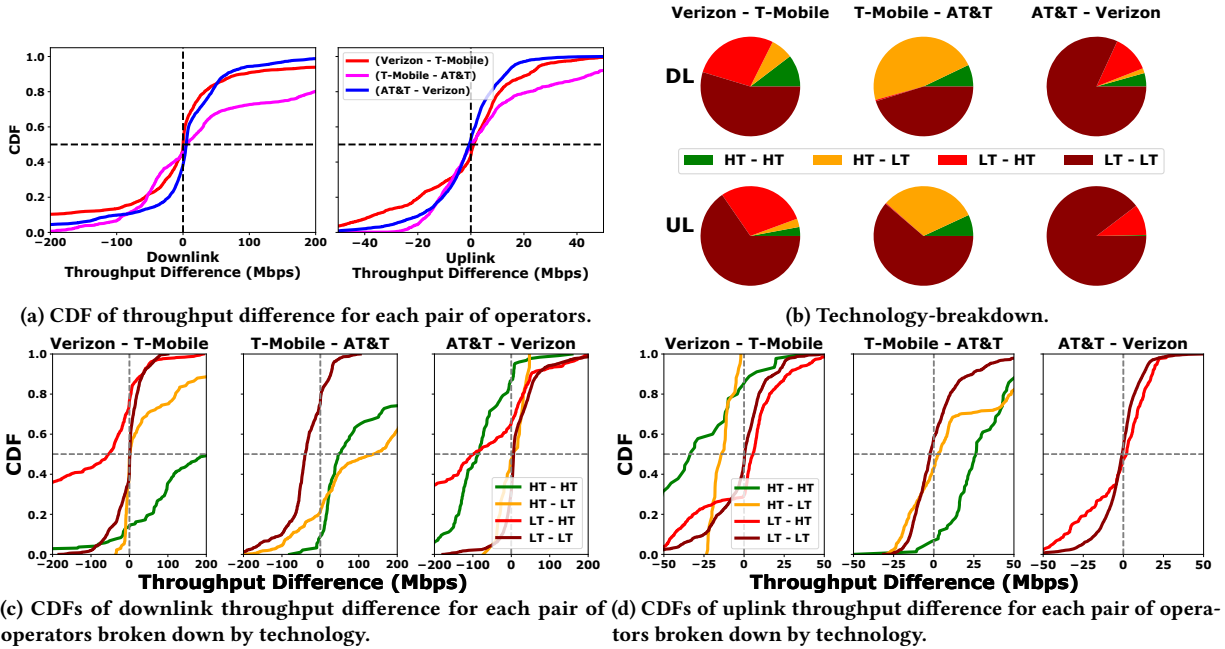 Verizon - T-Mobile T-Mobile - AT&T AT&T - Verizon
1.0
0.8
0.6
0.4
0.2
0.0
CDF
(Verizon - T-Mobile)
(T-Mobile - AT&T)
(AT&T - Verizon)
−200 −100 0 100 200
−40 −20 0 20 40
Downlink
Throughput Difference (Mbps)
Uplink
Throughput Difference (Mbps)
DL
HT - HT HT - LT LT - HT LT - LT
UL
(a) CDF of throughput difference for each pair of operators.
(b) Technology-breakdown.
Verizon - T-Mobile T-Mobile - AT&T AT&T - Verizon
1.0
0.8
0.6
0.4
0.2
0.0
CDF
HT - HT
HT - LT
LT - HT
LT - LT
−200 −100 0 100 200
−200 −100 0 100 200
−200 −100 0 100 200
Throughput Difference (Mbps)
Verizon - T-Mobile T-Mobile - AT&T AT&T - Verizon
1.0
0.8
0.6
0.4
0.2
0.0
CDF
HT - HT
HT - LT
LT - HT
LT - LT
−50 −25 0 25 50
−50 −25 0 25 50
−50 −25 0 25 50
Throughput Difference (Mbps)
(c) CDFs of downlink throughput difference for each pair of
operators broken down by technology.
(d) CDFs of uplink throughput difference for each pair of opera-
tors broken down by technology.